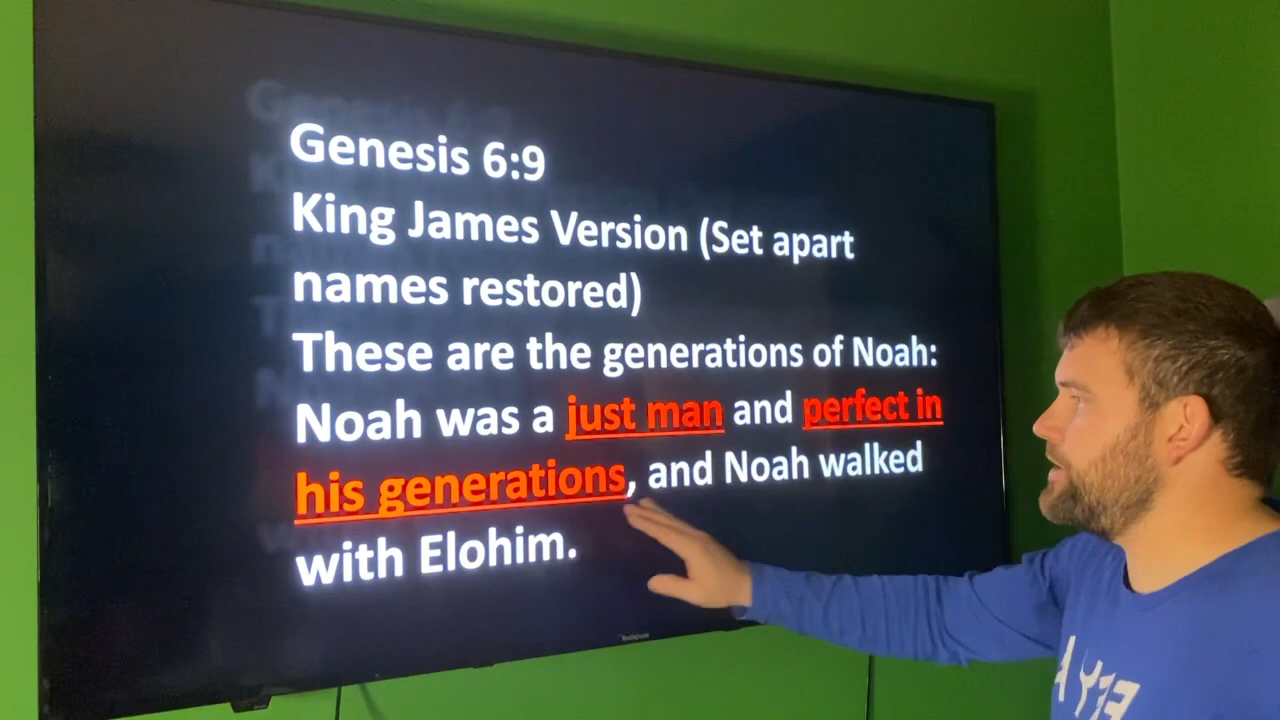 Genesis 6:9
King James Version (Set apart
names restored)
These are the generations of Noah:
Noah was a just man and perfect in
his generations, and Noah walked
with Elohim.
Westinghouse